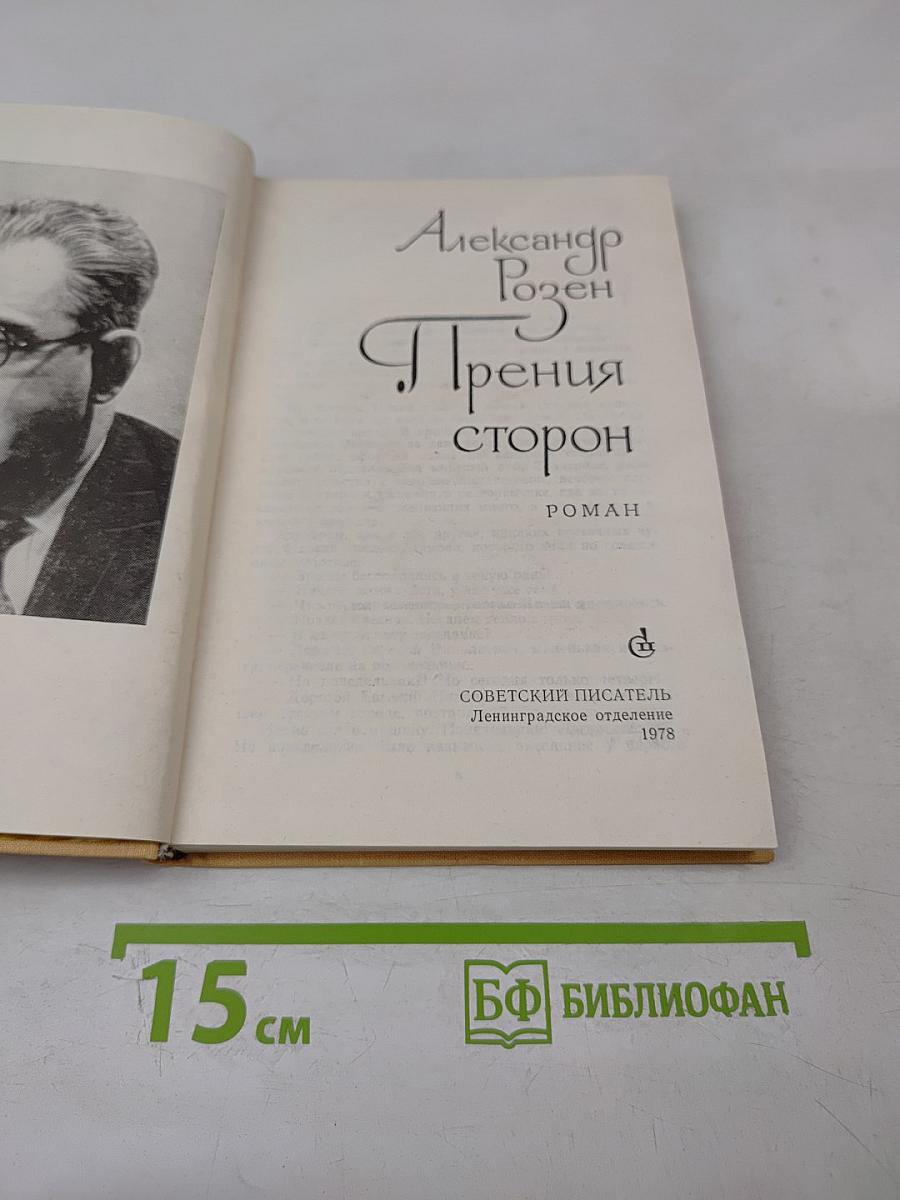 Александр
Розен
Прения
сторон
РОМАН
СОВЕТСКИЙ ПИСАТЕЛЬ
Ленинградское отделение
1978
15 см
БФ БИБЛИОФАН